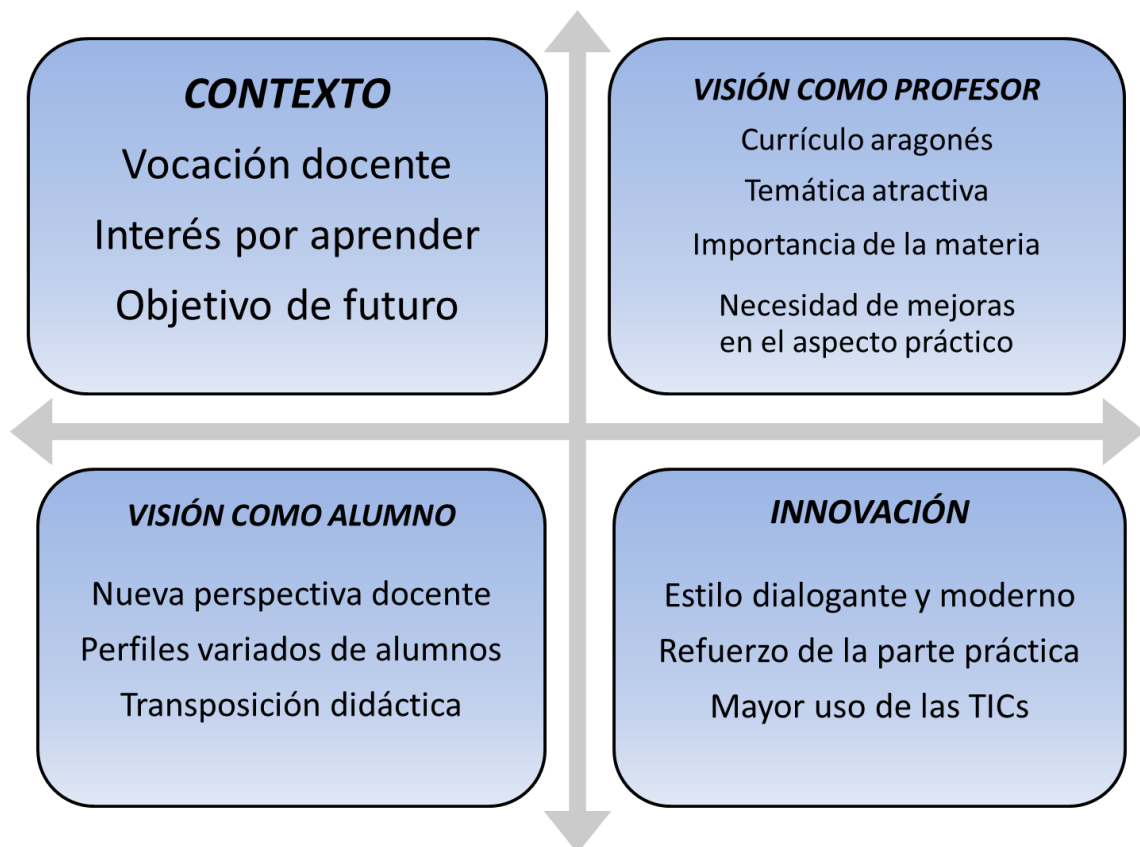 CONTEXTO
Vocación docente
Interés por aprender
Objetivo de futuro
VISIÓN COMO PROFESOR
Currículo aragonés
Temática atractiva
Importancia de la materia
Necesidad de mejoras
en el aspecto práctico
VISIÓN COMO ALUMNO
Nueva perspectiva docente
Perfiles variados de alumnos
Transposición didáctica
INNOVACIÓN
Estilo dialogante y moderno
Refuerzo de la parte práctica
Mayor uso de las TICs